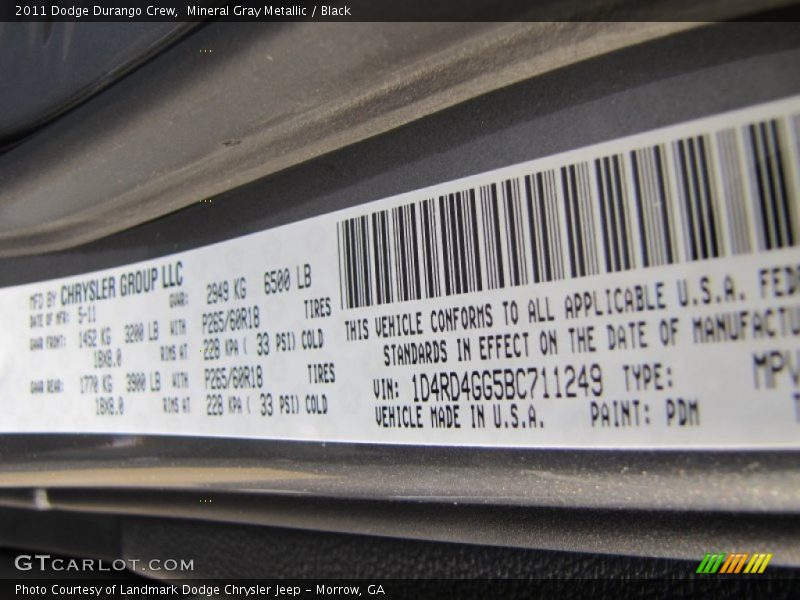 2011 Dodge Durango Crew,  Mineral Gray Metallic / Black
MFD BY CHRYSLER GROUP LLC GVWR: 2949 KG 6500 LB
DATE OF MFR: 5-11
GAWR FRONT: 1452 KG 3200 LB WITH P265/60R18 TIRES
18X8.0 RIMS AT 228 KPA ( 33 PSI) COLD
GAWR REAR: 1770 KG 3900 LB WITH P265/60R18 TIRES
18X8.0 RIMS AT 228 KPA ( 33 PSI) COLD
THIS VEHICLE CONFORMS TO ALL APPLICABLE U.S.A. FED
STANDARDS IN EFFECT ON THE DATE OF MANUFACTU
VIN: 1D4RD4GG5BC711249 TYPE: MPV
VEHICLE MADE IN U.S.A. PAINT: PDM
GTCARLOT.COM
Photo Courtesy of Landmark Dodge Chrysler Jeep – Morrow, GA